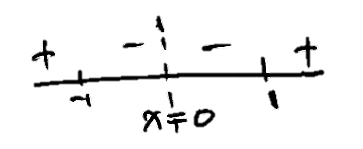 + - - +
-1 1
x≠0